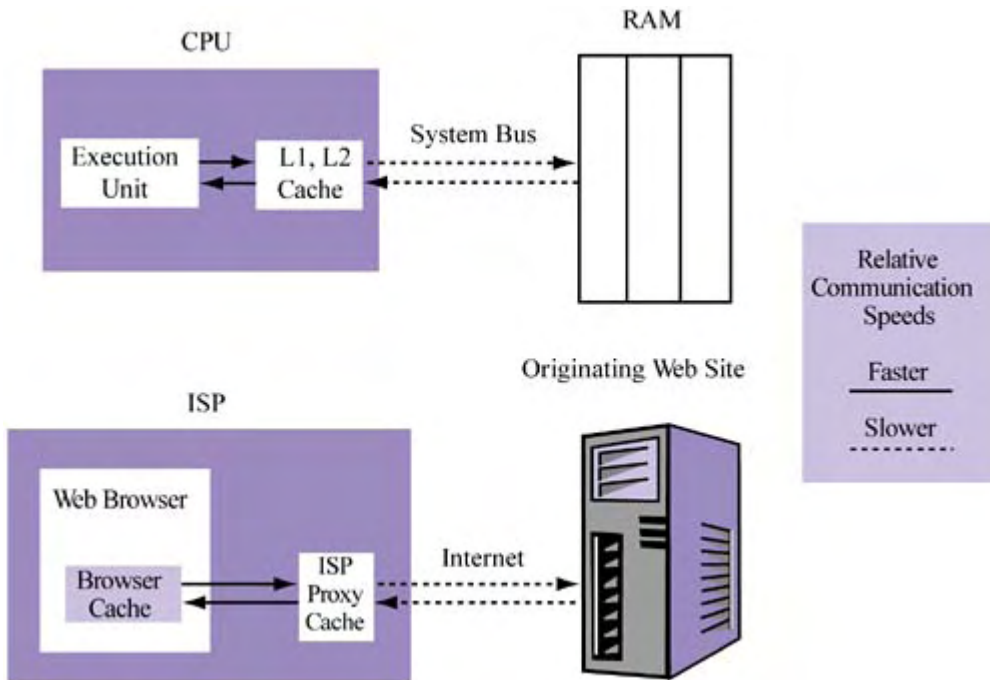 CPU
RAM
Execution
Unit
L1, L2
Cache
System Bus
Relative
Communication
Speeds
Faster
Slower
Originating Web Site
ISP
Web Browser
Browser
Cache
ISP
Proxy
Cache
Internet